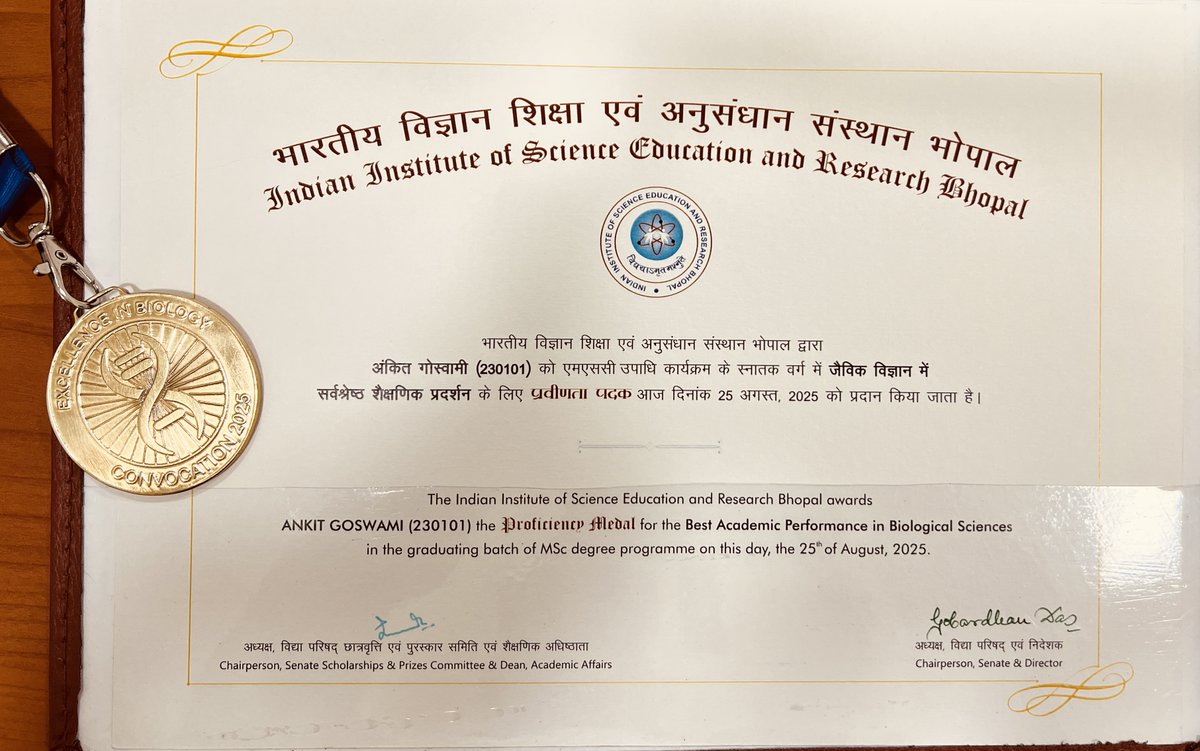 भारतीय विज्ञान शिक्षा एवं अनुसंधान संस्थान भोपाल
Indian Institute of Science Education and Research Bhopal
INDIAN INSTITUTE OF SCIENCE EDUCATION AND RESEARCH BHOPAL
विद्ययाऽमृतमश्नुते
EXCELLENCE IN BIOLOGY
CONVOCATION 2025
भारतीय विज्ञान शिक्षा एवं अनुसंधान संस्थान भोपाल द्वारा
अंकित गोस्वामी (230101) को एमएससी उपाधि कार्यक्रम के स्नातक वर्ग में जैविक विज्ञान में
सर्वश्रेष्ठ शैक्षणिक प्रदर्शन के लिए प्रवीणता पदक आज दिनांक 25 अगस्त, 2025 को प्रदान किया जाता है।
The Indian Institute of Science Education and Research Bhopal awards
ANKIT GOSWAMI (230101) the Proficiency Medal for the Best Academic Performance in Biological Sciences
in the graduating batch of MSc degree programme on this day, the 25th of August, 2025.
अध्यक्ष, विद्या परिषद् छात्रवृत्ति एवं पुरस्कार समिति एवं शैक्षणिक अधिष्ठाता
Chairperson, Senate Scholarships & Prizes Committee & Dean, Academic Affairs
Gobardhan Das
अध्यक्ष, विद्या परिषद एवं निदेशक
Chairperson, Senate & Director